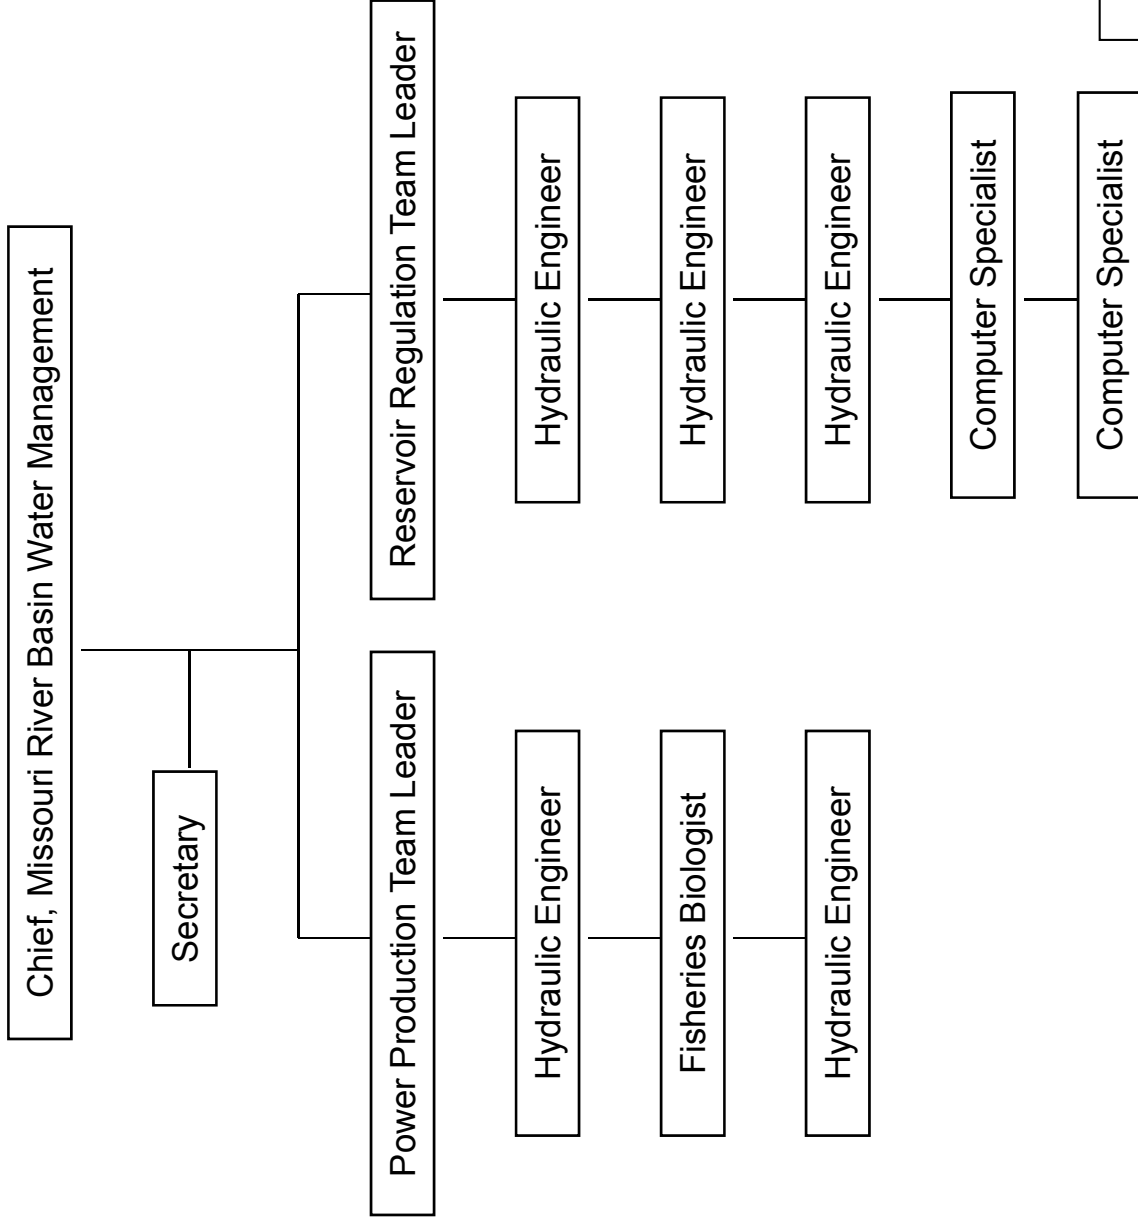 Chief, Missouri River Basin Water Management
Secretary
Power Production Team Leader
Hydraulic Engineer
Fisheries Biologist
Hydraulic Engineer
Reservoir Regulation Team Leader
Hydraulic Engineer
Hydraulic Engineer
Hydraulic Engineer
Computer Specialist
Computer Specialist